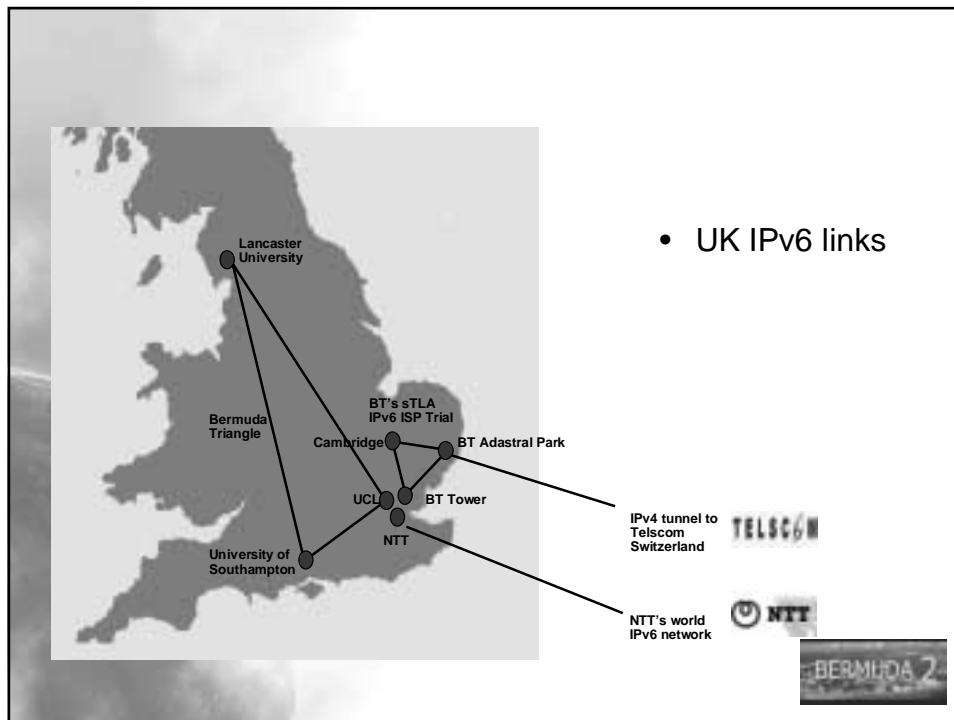 • UK IPv6 links
Lancaster
University
Bermuda
Triangle
BT's sTLA
IPv6 ISP Trial
Cambridge
BT Adastral Park
UCL
BT Tower
NTT
University of
Southampton
IPv4 tunnel to
Telscom
Switzerland
TELSCOM
NTT's world
IPv6 network
NTT
BERMUDA 2